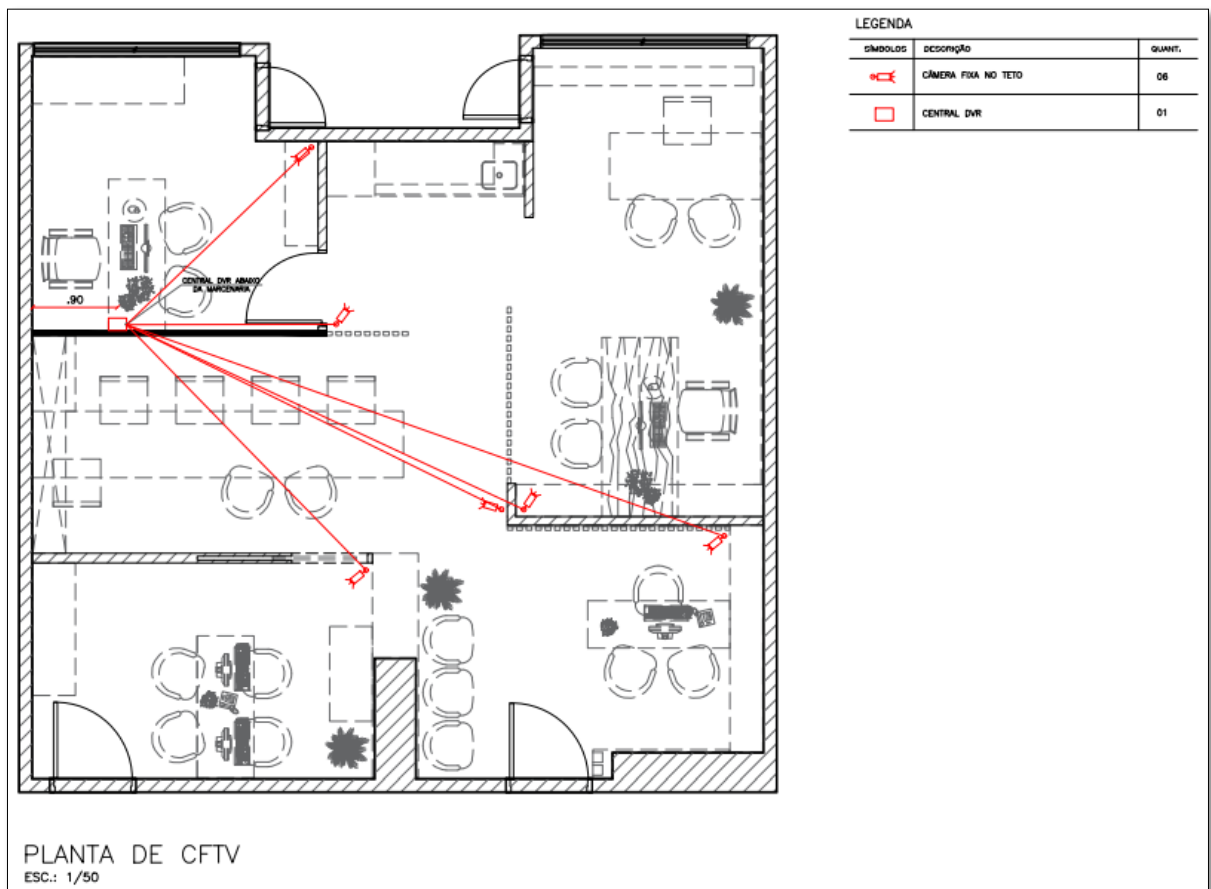 LEGENDA
SÍMBOLOS DESCRIÇÃO QUANT.
CÂMERA FIXA NO TETO 06
CENTRAL DVR 01
CENTRAL DVR ABAIXO
DA MARCENARIA
.90
PLANTA DE CFTV
ESC.: 1/50